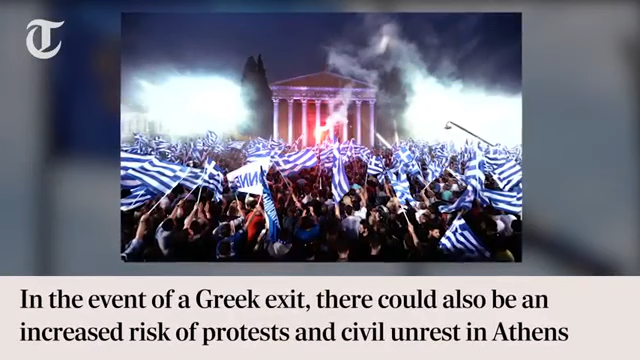 T
In the event of a Greek exit, there could also be an
increased risk of protests and civil unrest in Athens